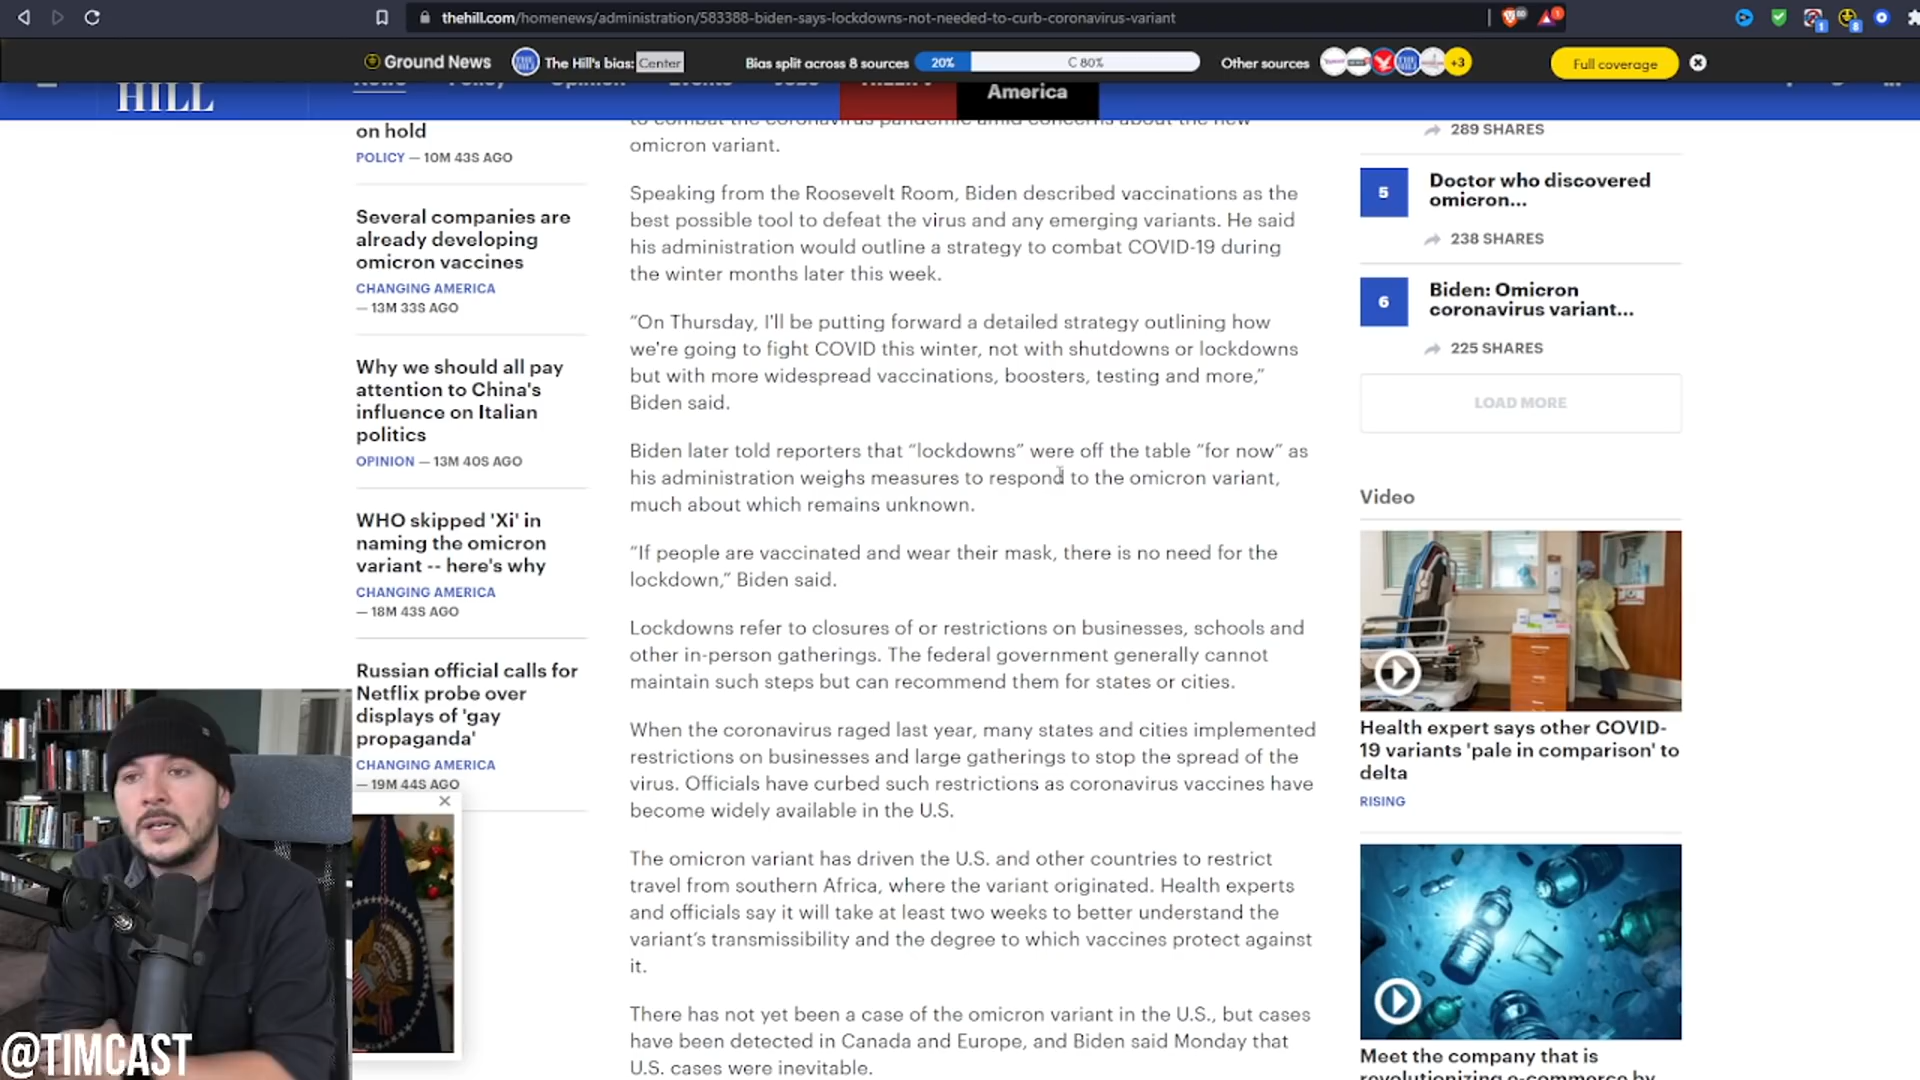 thehill.com/homenews/administration/583388-biden-says-lockdowns-not-needed-to-curb-coronavirus-variant
Ground News
The Hill's bias: Center
Bias split across 8 sources
20%
C 80%
Other sources
+3
Full coverage
HILL
News
Policy
Opinion
Events
Jobs
America
on hold
POLICY — 10M 43S AGO
Several companies are
already developing
omicron vaccines
CHANGING AMERICA
— 13M 33S AGO
Why we should all pay
attention to China's
influence on Italian
politics
OPINION — 13M 40S AGO
WHO skipped 'Xi' in
naming the omicron
variant -- here's why
CHANGING AMERICA
— 18M 43S AGO
Russian official calls for
Netflix probe over
displays of 'gay
propaganda'
CHANGING AMERICA
— 19M 44S AGO
to combat the coronavirus pandemic amid concerns about the new
omicron variant.
Speaking from the Roosevelt Room, Biden described vaccinations as the
best possible tool to defeat the virus and any emerging variants. He said
his administration would outline a strategy to combat COVID-19 during
the winter months later this week.
“On Thursday, I'll be putting forward a detailed strategy outlining how
we're going to fight COVID this winter, not with shutdowns or lockdowns
but with more widespread vaccinations, boosters, testing and more,”
Biden said.
Biden later told reporters that “lockdowns” were off the table “for now” as
his administration weighs measures to respond to the omicron variant,
much about which remains unknown.
“If people are vaccinated and wear their mask, there is no need for the
lockdown,” Biden said.
Lockdowns refer to closures of or restrictions on businesses, schools and
other in-person gatherings. The federal government generally cannot
maintain such steps but can recommend them for states or cities.
When the coronavirus raged last year, many states and cities implemented
restrictions on businesses and large gatherings to stop the spread of the
virus. Officials have curbed such restrictions as coronavirus vaccines have
become widely available in the U.S.
The omicron variant has driven the U.S. and other countries to restrict
travel from southern Africa, where the variant originated. Health experts
and officials say it will take at least two weeks to better understand the
variant's transmissibility and the degree to which vaccines protect against
it.
There has not yet been a case of the omicron variant in the U.S., but cases
have been detected in Canada and Europe, and Biden said Monday that
U.S. cases were inevitable.
289 SHARES
5
Doctor who discovered
omicron...
238 SHARES
6
Biden: Omicron
coronavirus variant...
225 SHARES
LOAD MORE
Video
Health expert says other COVID-
19 variants 'pale in comparison' to
delta
RISING
Meet the company that is
revolutionizing e-commerce by
@TIMCAST